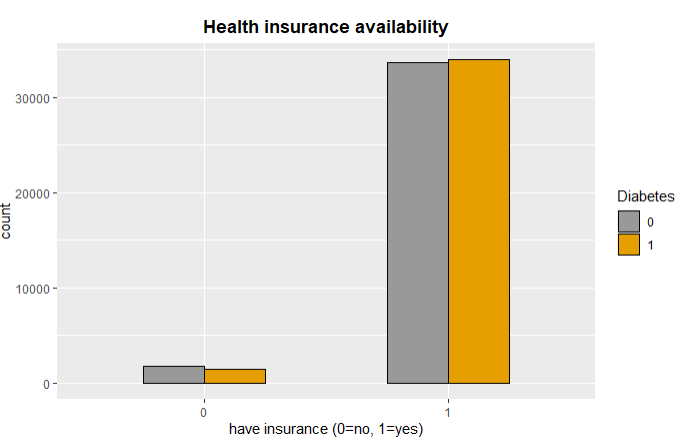 Health insurance availability
30000
20000
10000
0
count
0
1
have insurance (0=no, 1=yes)
Diabetes
0
1